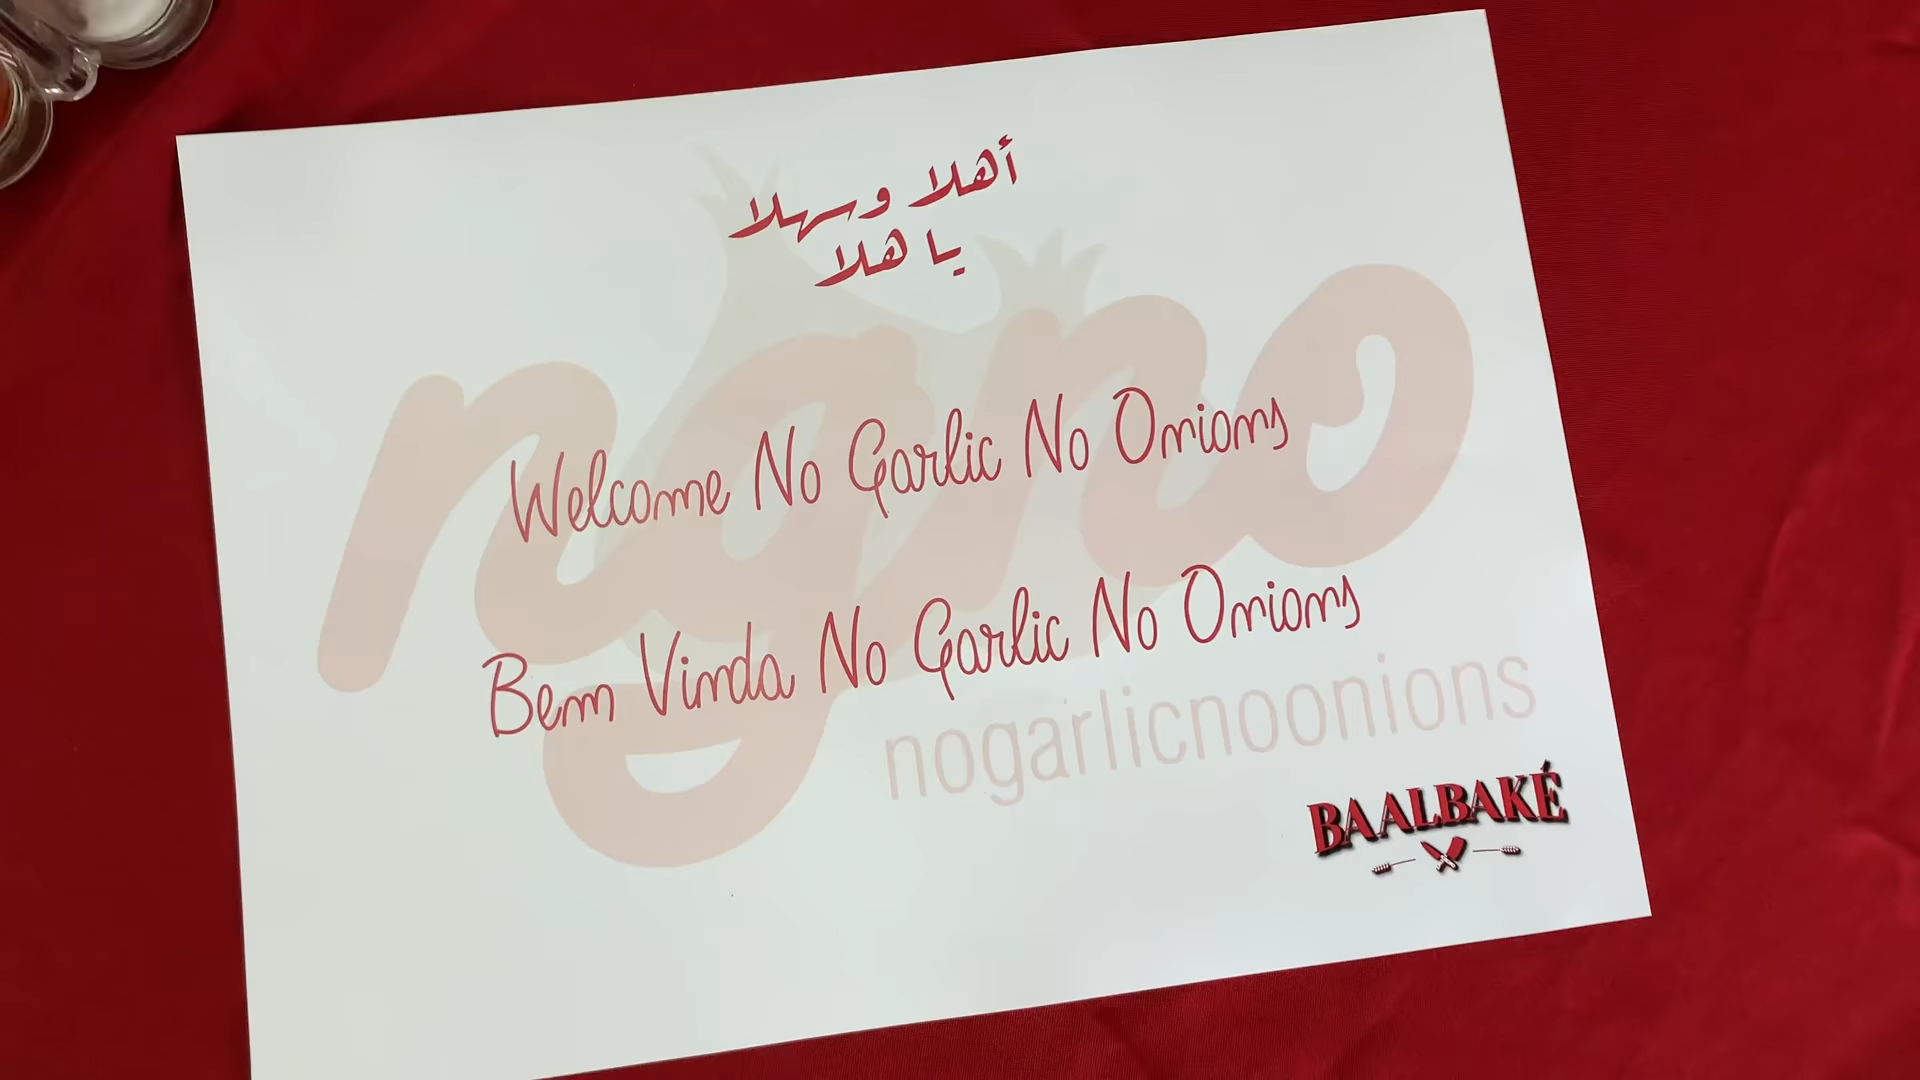 أهلا وسهلا
يا هلا
ngno
Welcome No Garlic No Onions
Bem Vinda No Garlic No Onions
nogarlicnoonions
BAALBAKÉ